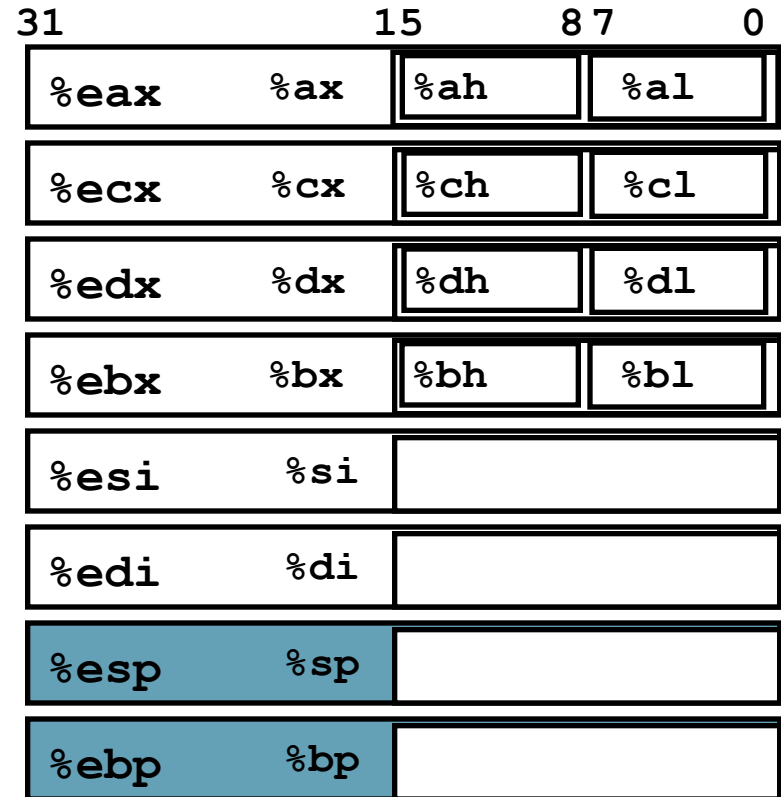 31 15 8 7 0
%eax %ax %ah %al
%ecx %cx %ch %cl
%edx %dx %dh %dl
%ebx %bx %bh %bl
%esi %si
%edi %di
%esp %sp
%ebp %bp